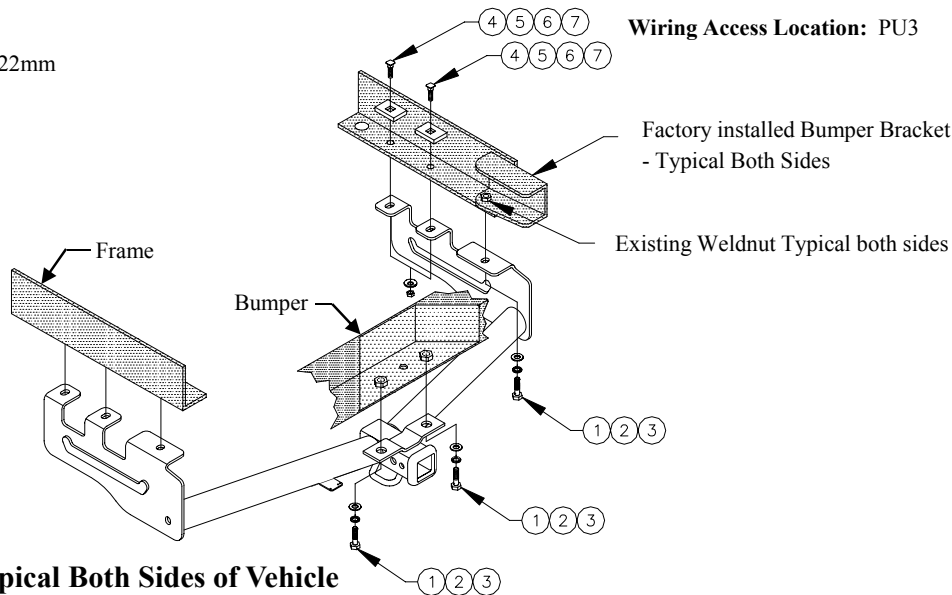 4 5 6 7
Wiring Access Location: PU3
22mm
4 5 6 7
Factory installed Bumper Bracket
- Typical Both Sides
Existing Weldnut Typical both sides
Frame
Bumper
1 2 3
1 2 3
pical Both Sides of Vehicle
1 2 3